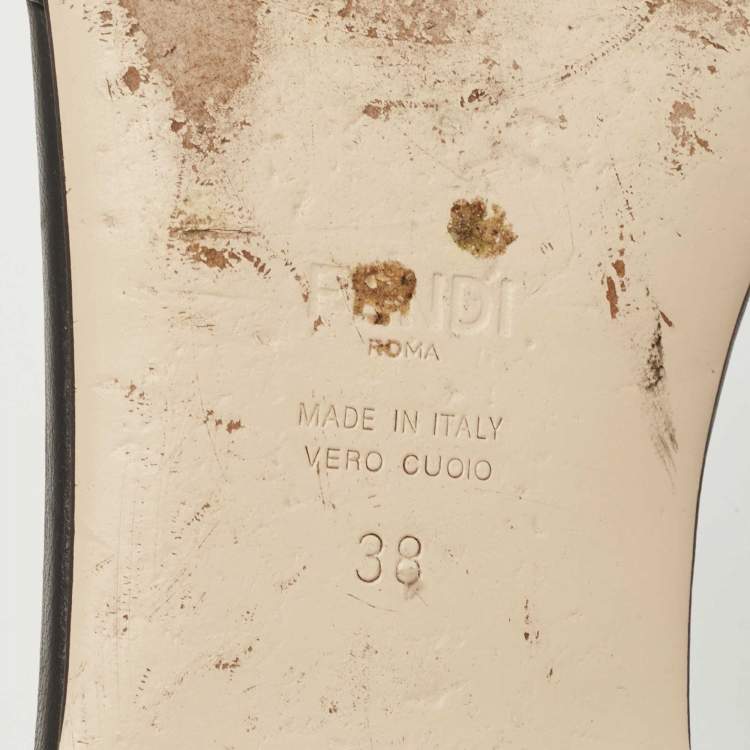 FENDI
ROMA
MADE IN ITALY
VERO CUOIO
38